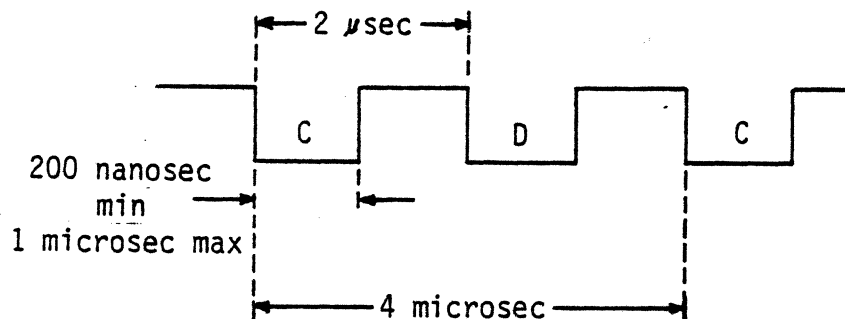 2 μsec
C
D
C
200 nanosec
min
1 microsec max
4 microsec